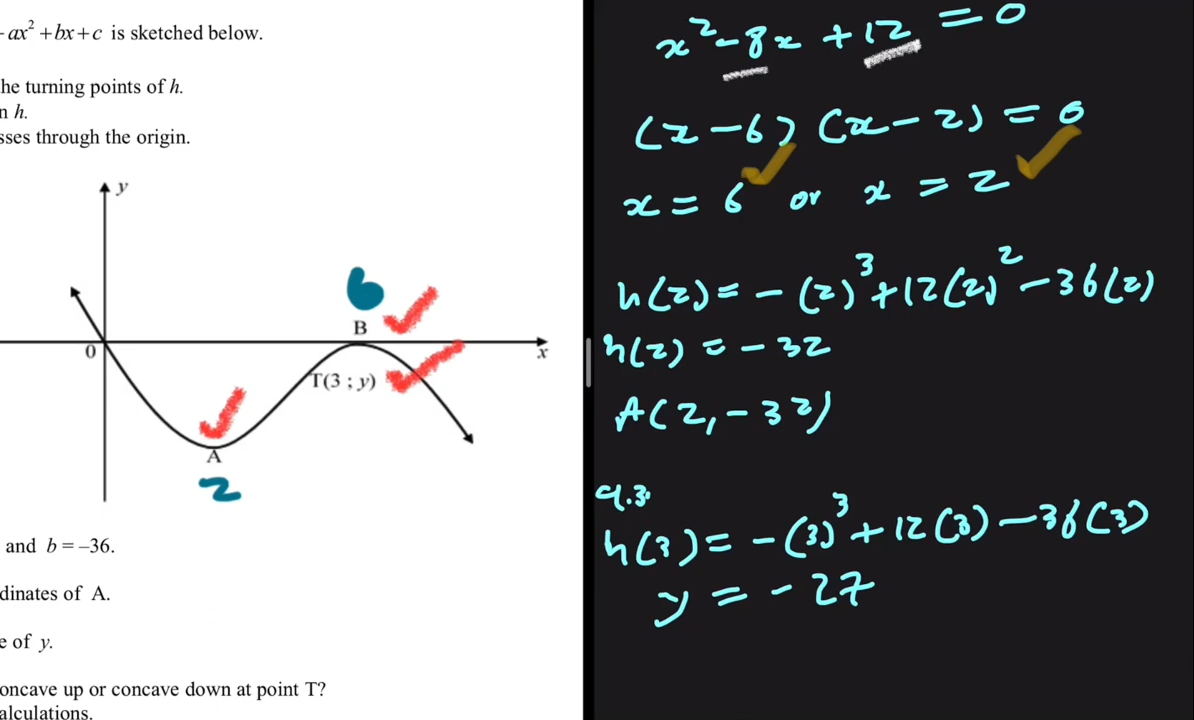 - ax² + bx + c is sketched below.
he turning points of h.
n h.
sses through the origin.
y
6
B
0
x
T(3 ; y)
A
2
and b = –36.
dinates of A.
e of y.
oncave up or concave down at point T?
alculations.
x² - 8x + 12 = 0
(x - 6) (x - 2) = 0
x = 6 or x = 2
h(2) = - (2)³ + 12(2)² - 36(2)
h(2) = - 32
A(2, - 32)
9.3
h(3) = - (3)³ + 12(3) - 36(3)
y = - 27